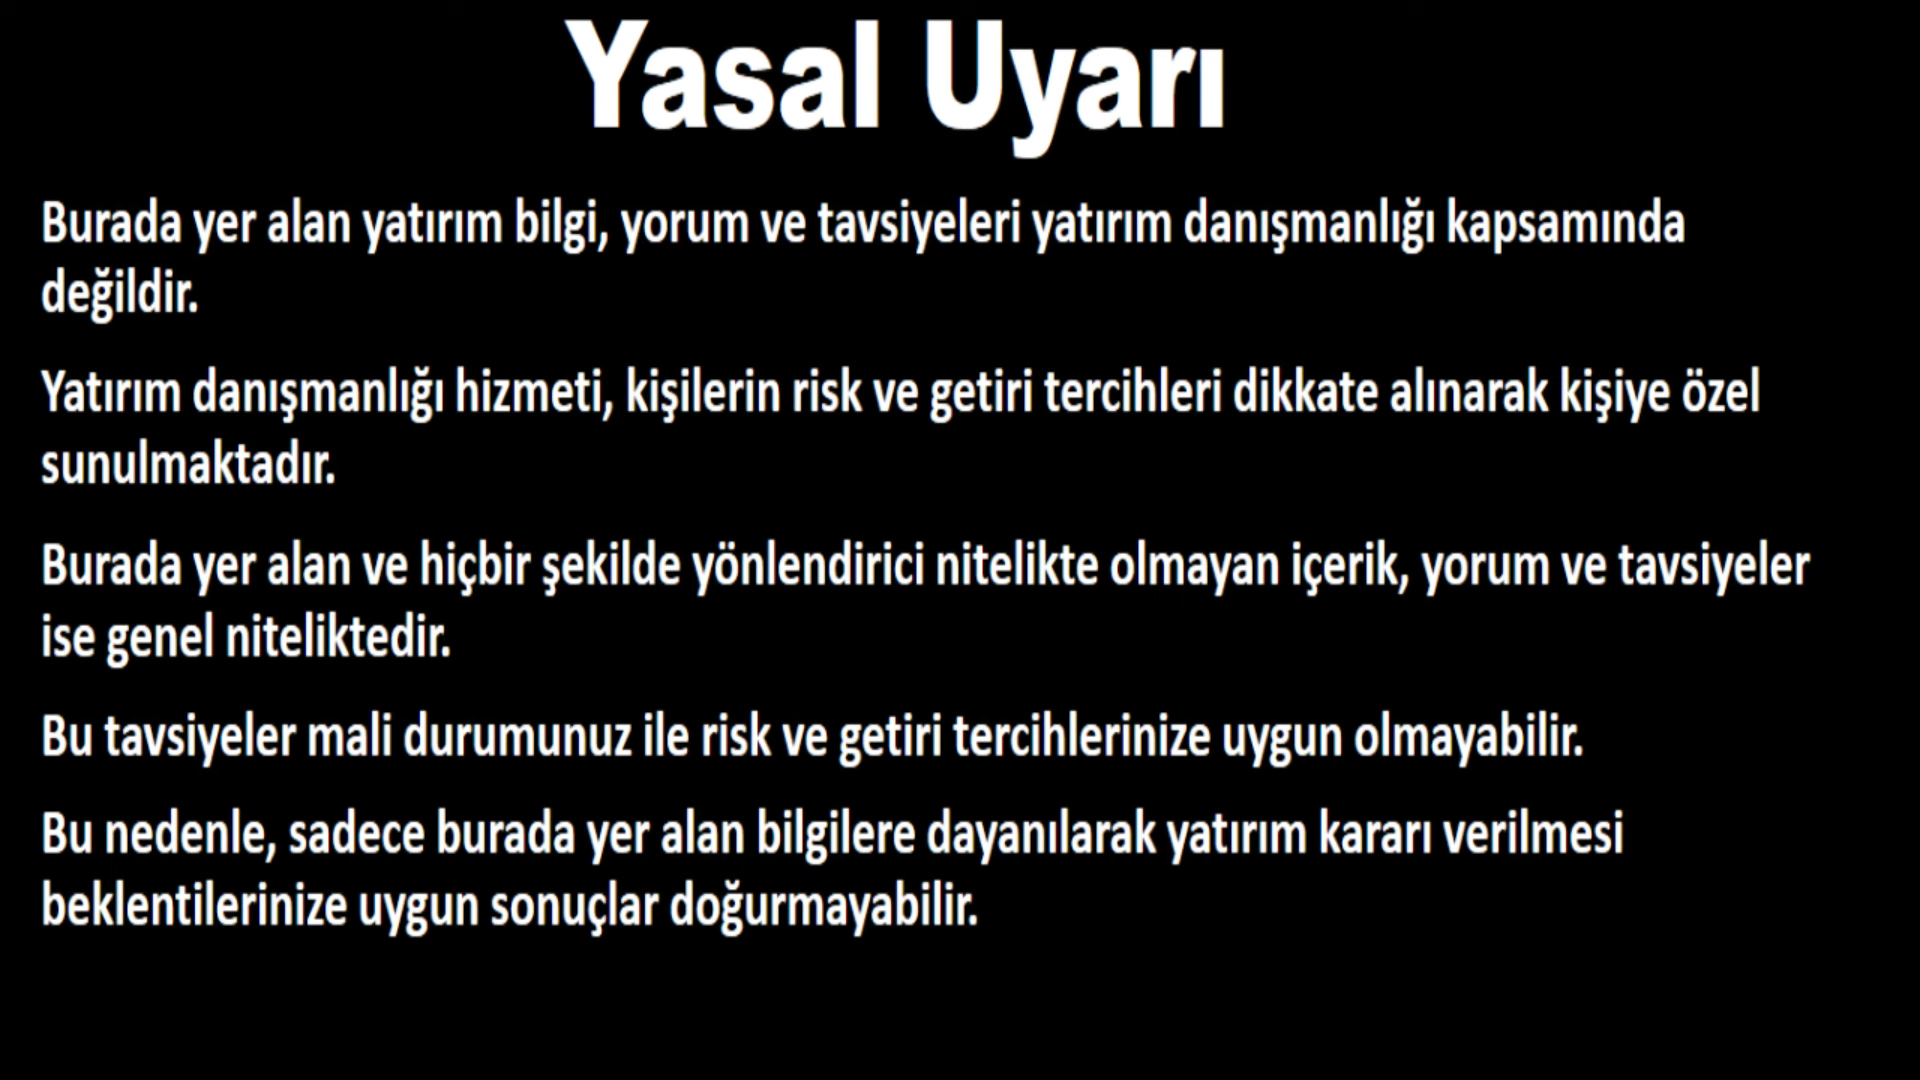 Yasal Uyarı
Burada yer alan yatırım bilgi, yorum ve tavsiyeleri yatırım danışmanlığı kapsamında
değildir.
Yatırım danışmanlığı hizmeti, kişilerin risk ve getiri tercihleri dikkate alınarak kişiye özel
sunulmaktadır.
Burada yer alan ve hiçbir şekilde yönlendirici nitelikte olmayan içerik, yorum ve tavsiyeler
ise genel niteliktedir.
Bu tavsiyeler mali durumunuz ile risk ve getiri tercihlerinize uygun olmayabilir.
Bu nedenle, sadece burada yer alan bilgilere dayanılarak yatırım kararı verilmesi
beklentilerinize uygun sonuçlar doğurmayabilir.